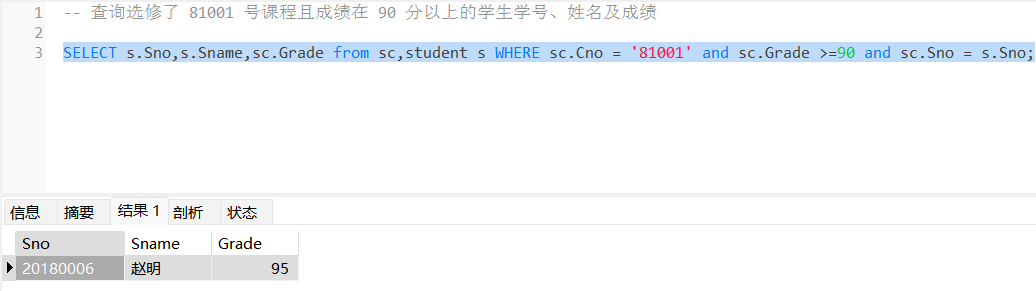 1 -- 查询选修了 81001 号课程且成绩在 90 分以上的学生学号、姓名及成绩
2
3 SELECT s.Sno,s.Sname,sc.Grade from sc,student s WHERE sc.Cno = '81001' and sc.Grade >=90 and sc.Sno = s.Sno;
信息 摘要 结果 1 剖析 状态
Sno Sname Grade
20180006 赵明 95